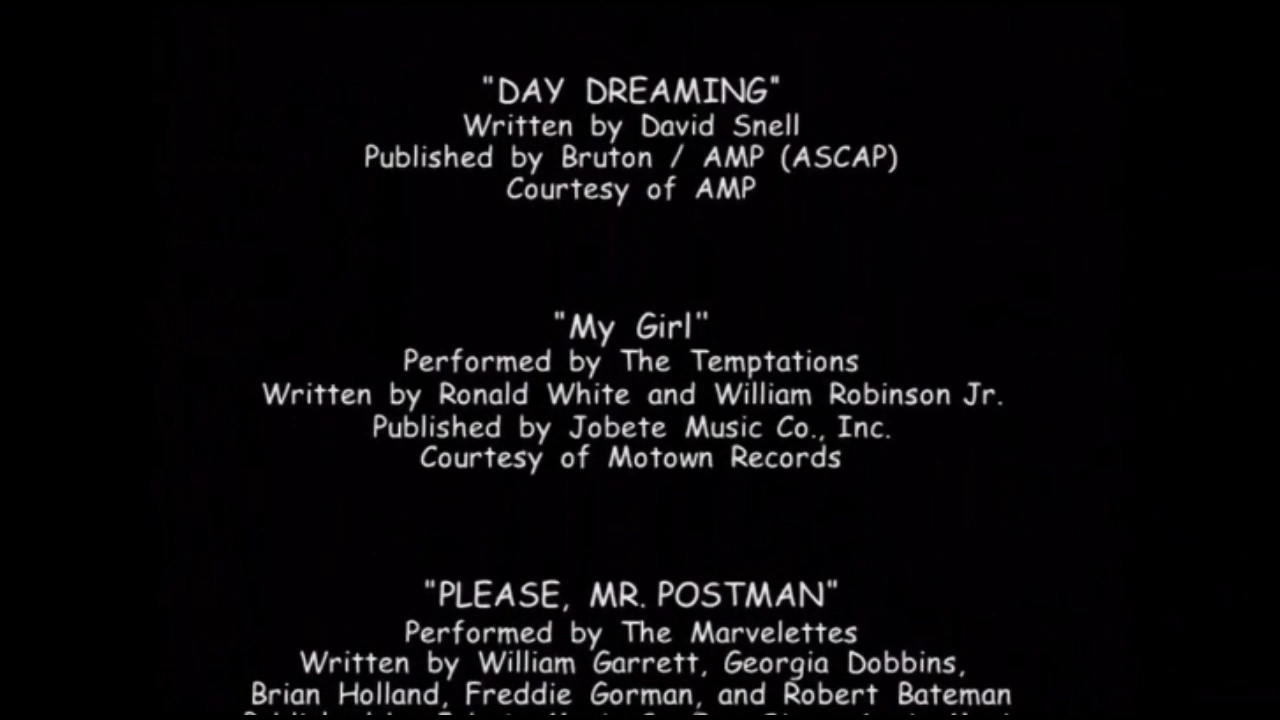 "DAY DREAMING"
Written by David Snell
Published by Bruton / AMP (ASCAP)
Courtesy of AMP
"My Girl"
Performed by The Temptations
Written by Ronald White and William Robinson Jr.
Published by Jobete Music Co., Inc.
Courtesy of Motown Records
"PLEASE, MR. POSTMAN"
Performed by The Marvelettes
Written by William Garrett, Georgia Dobbins,
Brian Holland, Freddie Gorman, and Robert Bateman